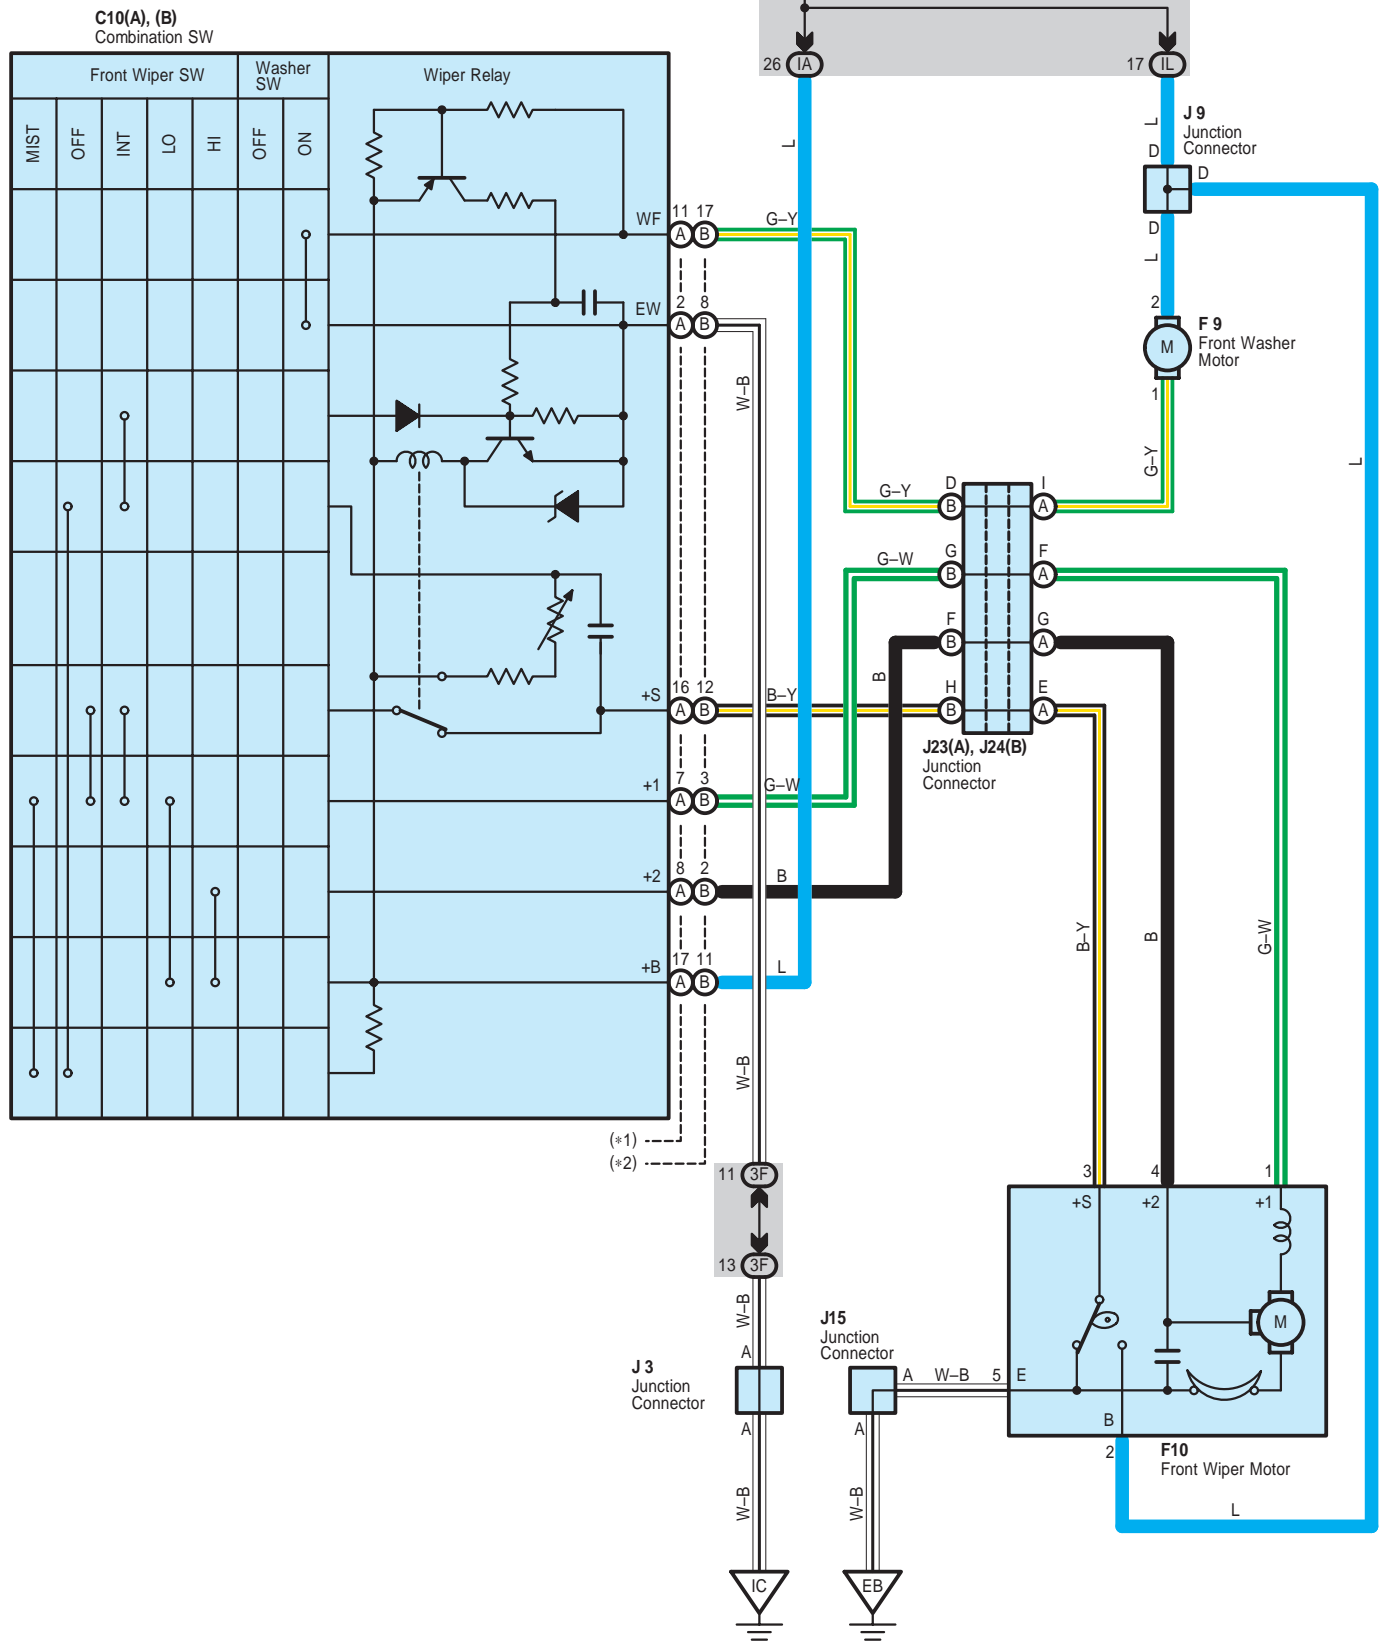 C10(A), (B)
Combination SW
Front Wiper SW
Washer
SW
Wiper Relay
MIST
OFF
INT
LO
HI
OFF
ON
WF
11 17
A B
G–Y
EW
2 8
A B
W–B
+S
16 12
A B
B–Y
+1
7 3
A B
G–W
+2
8 2
A B
B
+B
17 11
A B
L
W–B
(*1)
(*2)
26 IA
17 IL
L
L
D
J 9
Junction
Connector
D
D
L
2
M
F 9
Front Washer
Motor
1
G–Y
L
G–Y
D
B
I
A
G–W
G
B
F
A
B
F
B
G
A
H
B
E
A
J23(A), J24(B)
Junction
Connector
B–Y
B
G–W
11 3F
13 3F
W–B
A
J 3
Junction
Connector
A
W–B
IC
J15
Junction
Connector
A
W–B
5
E
A
W–B
EB
3
4
1
+S
+2
+1
M
B
2
F10
Front Wiper Motor
L